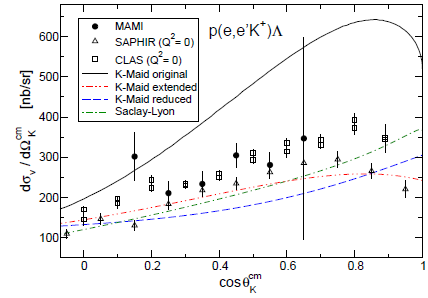 p(e,e'K⁺)Λ
MAMI
SAPHIR (Q²= 0)
CLAS (Q²= 0)
K-Maid original
K-Maid extended
K-Maid reduced
Saclay-Lyon
dσᵥ / dΩ_K^cm [nb/sr]
600
500
400
300
200
100
0 0.2 0.4 0.6 0.8 1
cosθ_K^cm